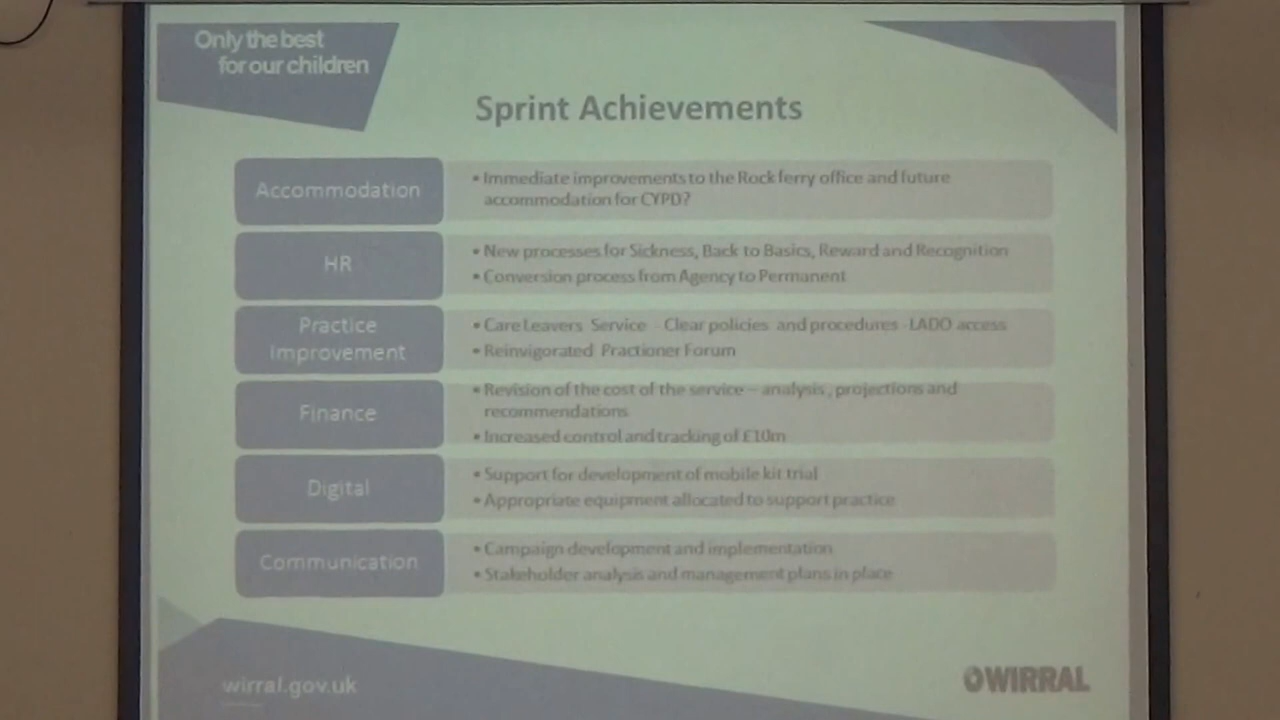 Only the best
for our children
Sprint Achievements
Accommodation
• Immediate improvements to the Rock ferry office and future
accommodation for CYPD?
HR
• New processes for Sickness, Back to Basics, Reward and Recognition
• Conversion process from Agency to Permanent
Practice
Improvement
• Care Leavers Service - Clear policies and procedures - LADO access
• Reinvigorated Practioner Forum
Finance
• Revision of the cost of the service – analysis, projections and
recommendations
• Increased control and tracking of £10m
Digital
• Support for development of mobile kit trial
• Appropriate equipment allocated to support practice
Communication
• Campaign development and implementation
• Stakeholder analysis and management plans in place
wirral.gov.uk
WIRRAL